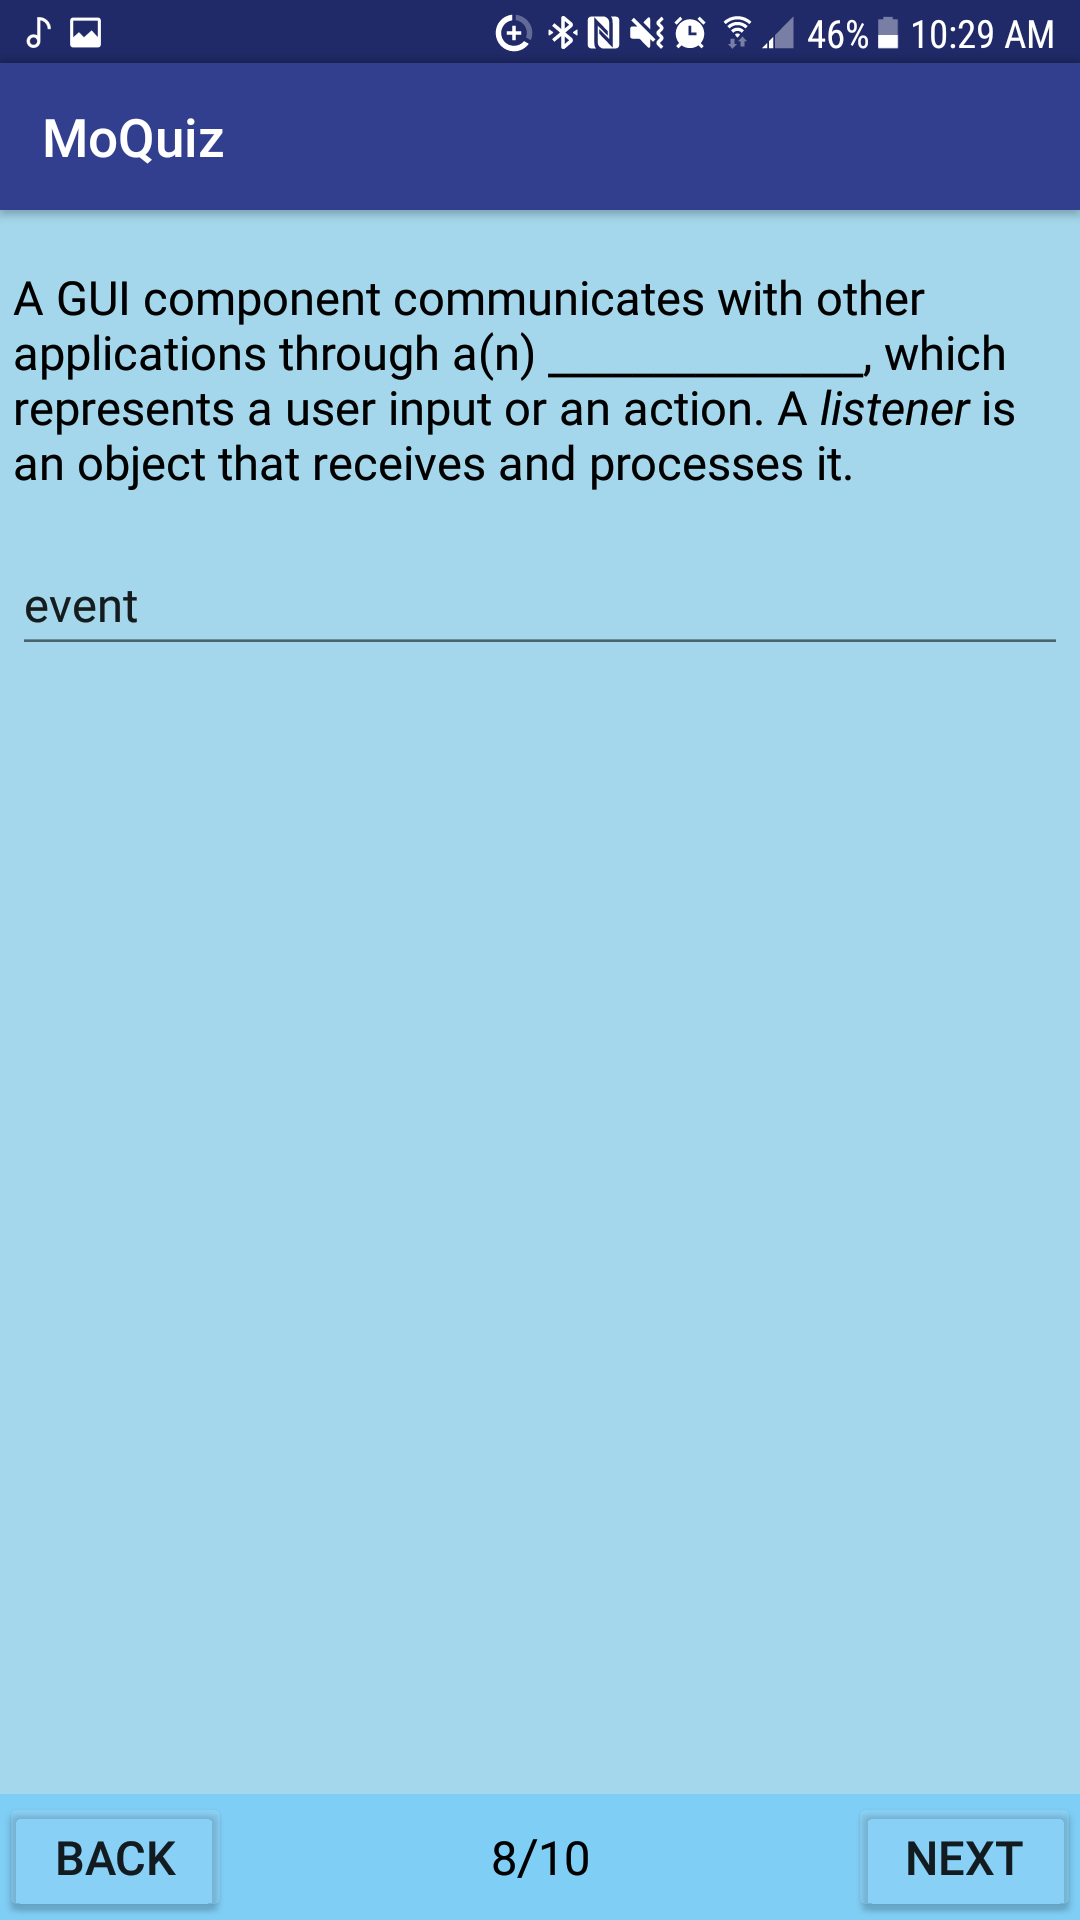 46% 10:29 AM
MoQuiz
A GUI component communicates with other
applications through a(n) ______________, which
represents a user input or an action. A listener is
an object that receives and processes it.
event
BACK 8/10 NEXT